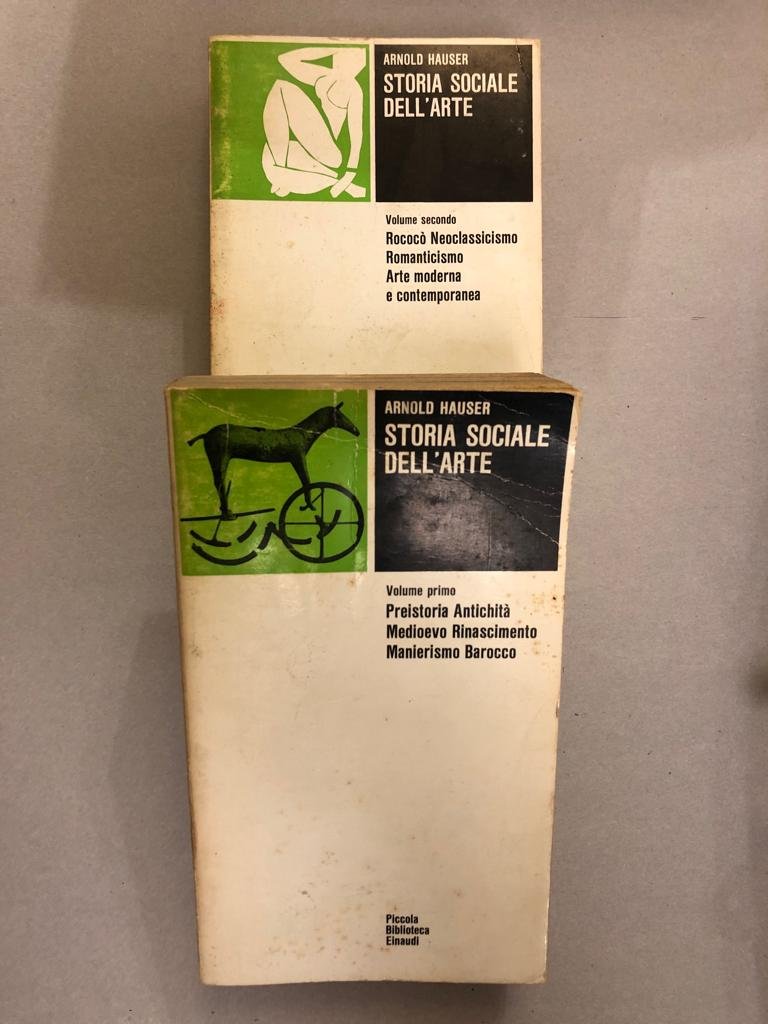 ARNOLD HAUSER
STORIA SOCIALE
DELL'ARTE
Volume secondo
Rococò Neoclassicismo
Romanticismo
Arte moderna
e contemporanea
ARNOLD HAUSER
STORIA SOCIALE
DELL'ARTE
Volume primo
Preistoria Antichità
Medioevo Rinascimento
Manierismo Barocco
Piccola
Biblioteca
Einaudi